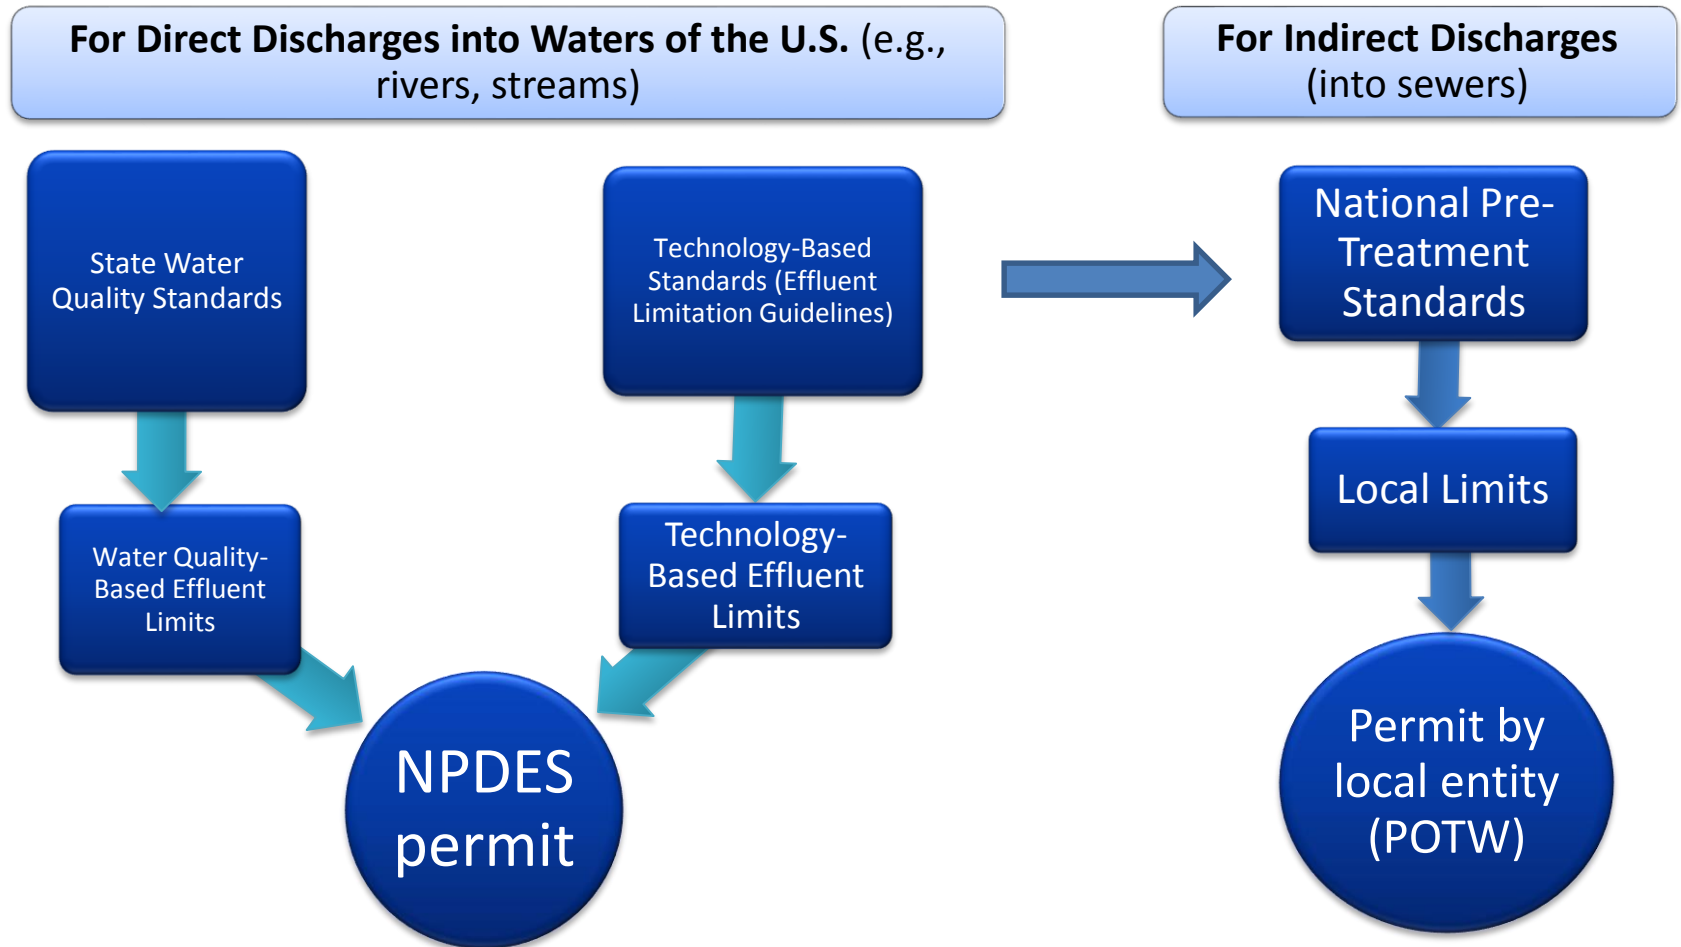 For Direct Discharges into Waters of the U.S. (e.g.,
rivers, streams)
For Indirect Discharges
(into sewers)
State Water
Quality Standards
Technology-Based
Standards (Effluent
Limitation Guidelines)
National Pre-
Treatment
Standards
Water Quality-
Based Effluent
Limits
Technology-
Based Effluent
Limits
Local Limits
NPDES
permit
Permit by
local entity
(POTW)